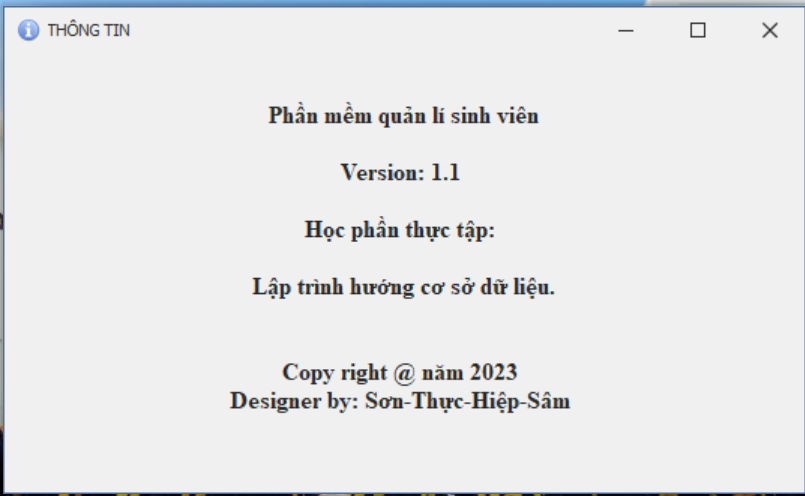 THÔNG TIN
Phần mềm quản lí sinh viên
Version: 1.1
Học phần thực tập:
Lập trình hướng cơ sở dữ liệu.
Copy right @ năm 2023
Designer by: Sơn-Thực-Hiệp-Sâm